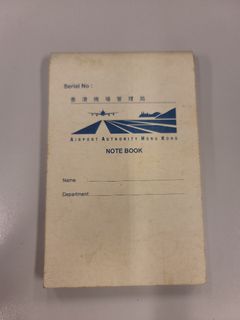 Serial No :
香港機場管理局
AIRPORT AUTHORITY HONG KONG
NOTE BOOK
Name
Department